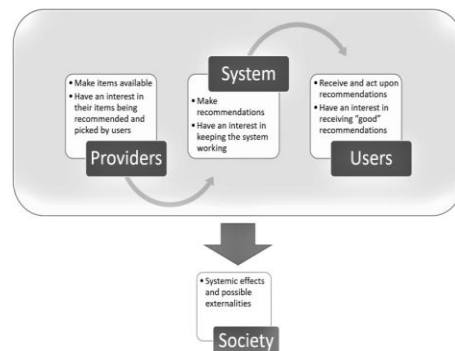 • Make items available
• Have an interest in
their items being
recommended and
picked by users
Providers
System
• Make
recommendations
• Have an interest in
keeping the system
working
• Receive and act upon
recommendations
• Have an interest in
receiving "good"
recommendations
Users
• Systemic effects
and possible
externalities
Society